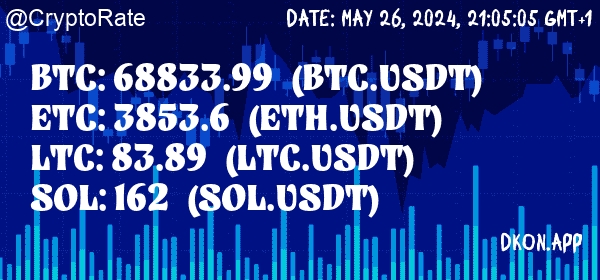 @CryptoRate
DATE: MAY 26, 2024, 21:05:05 GMT+1
BTC: 68833.99 (BTC.USDT)
ETC: 3853.6 (ETH.USDT)
LTC: 83.89 (LTC.USDT)
SOL: 162 (SOL.USDT)
DKON.APP